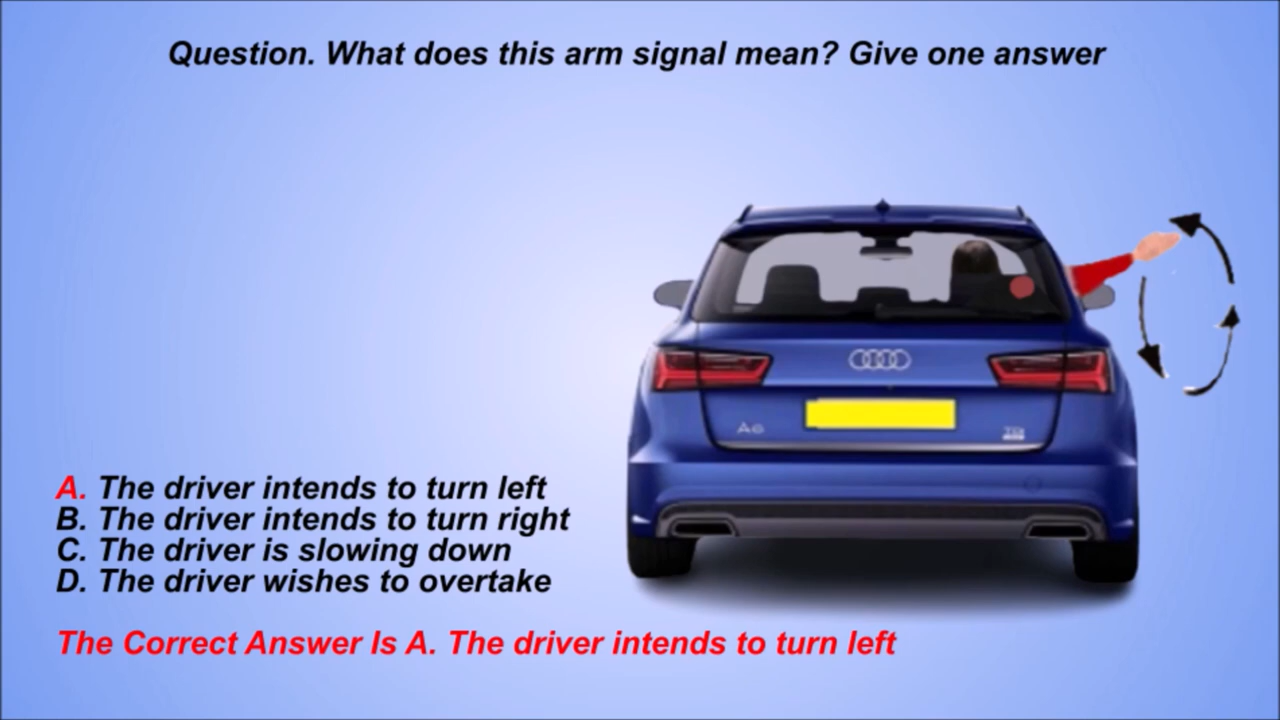 Question. What does this arm signal mean? Give one answer
A6
TDI
A. The driver intends to turn left
B. The driver intends to turn right
C. The driver is slowing down
D. The driver wishes to overtake
The Correct Answer Is A. The driver intends to turn left